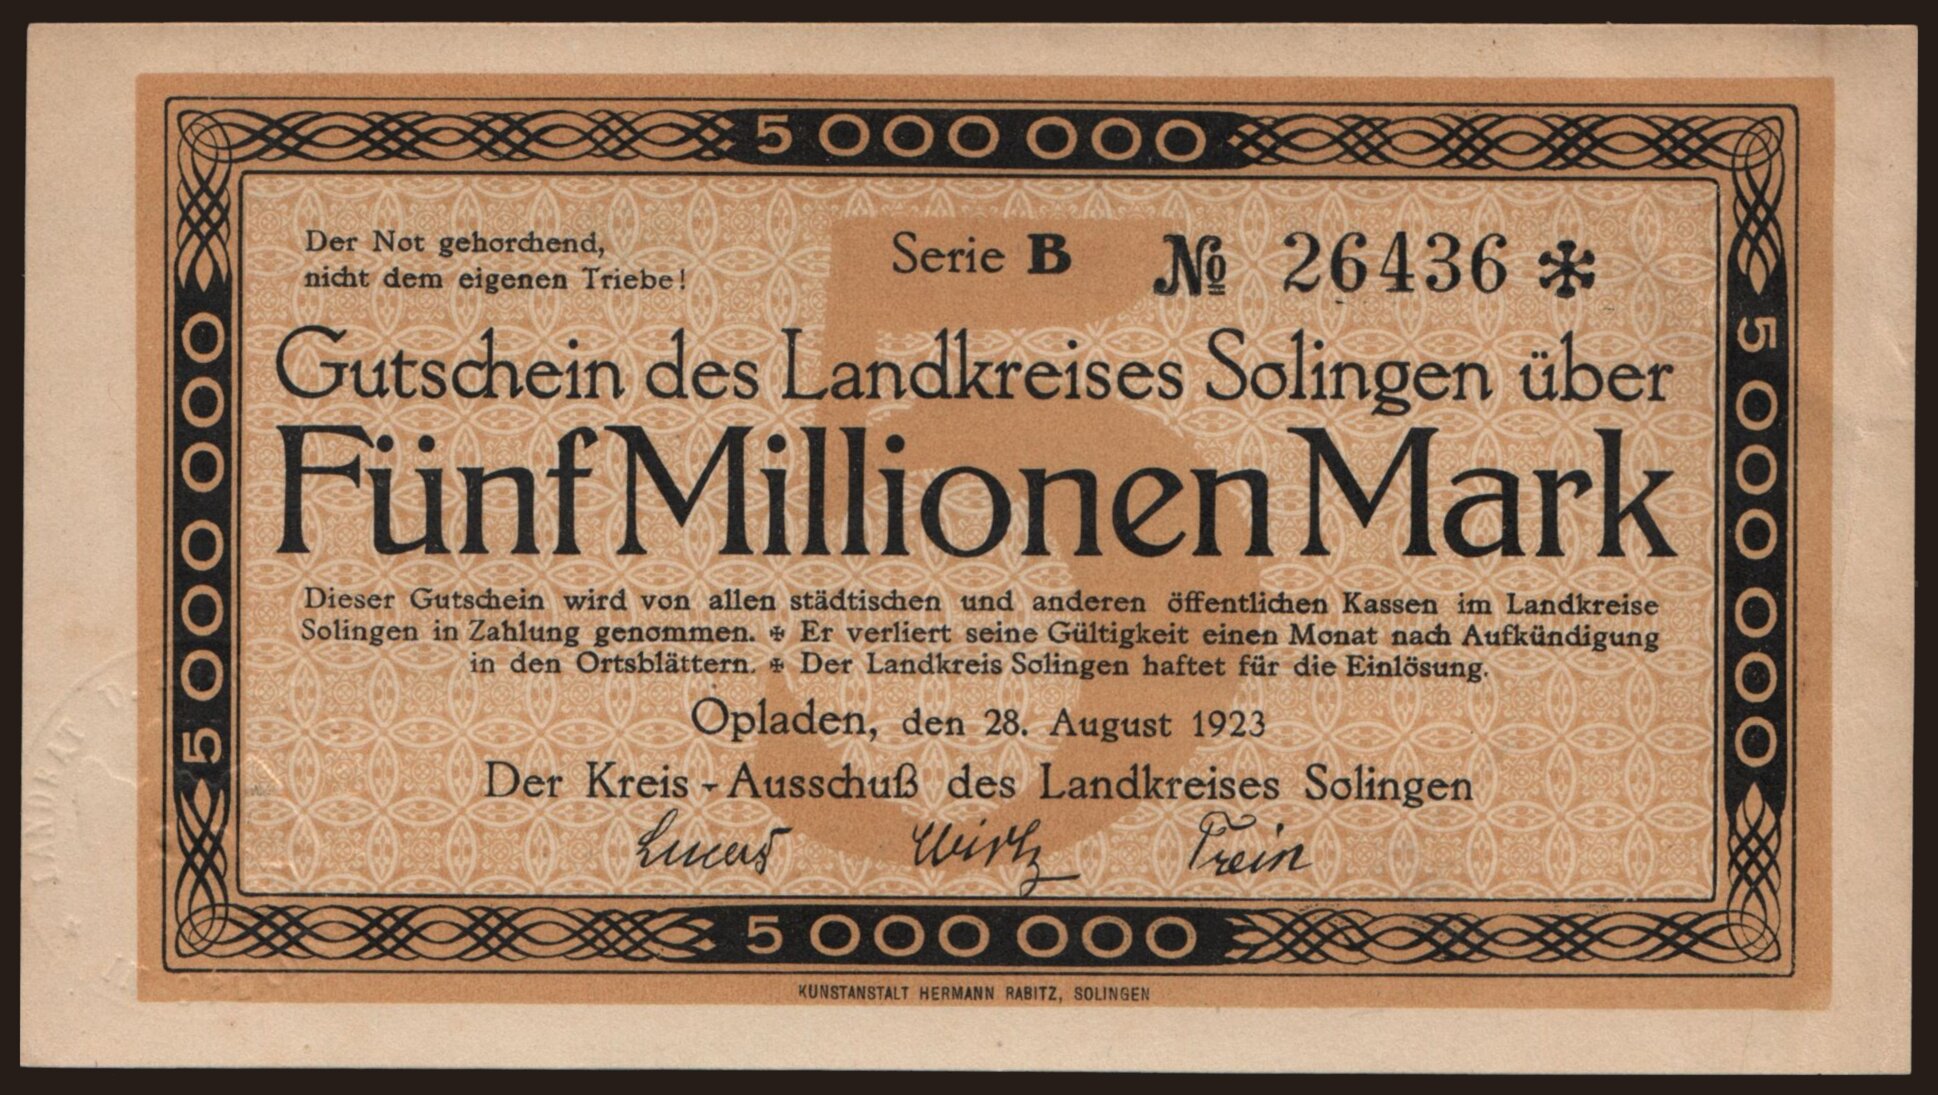 5 000 000
Der Not gehorchend,
nicht dem eigenen Triebe!
Serie B № 26436 *
Gutschein des Landkreises Solingen über
Fünf Millionen Mark
Dieser Gutschein wird von allen städtischen und anderen öffentlichen Kassen im Landkreise
Solingen in Zahlung genommen. ✠ Er verliert seine Gültigkeit einen Monat nach Aufkündigung
in den Ortsblättern. ✠ Der Landkreis Solingen haftet für die Einlösung.
Opladen, den 28. August 1923
Der Kreis-Ausschuß des Landkreises Solingen
Lucas Wirtz Trein
5 000 000
5 000 000
5 000 000
KUNSTANSTALT HERMANN RABITZ, SOLINGEN
LANDRAT